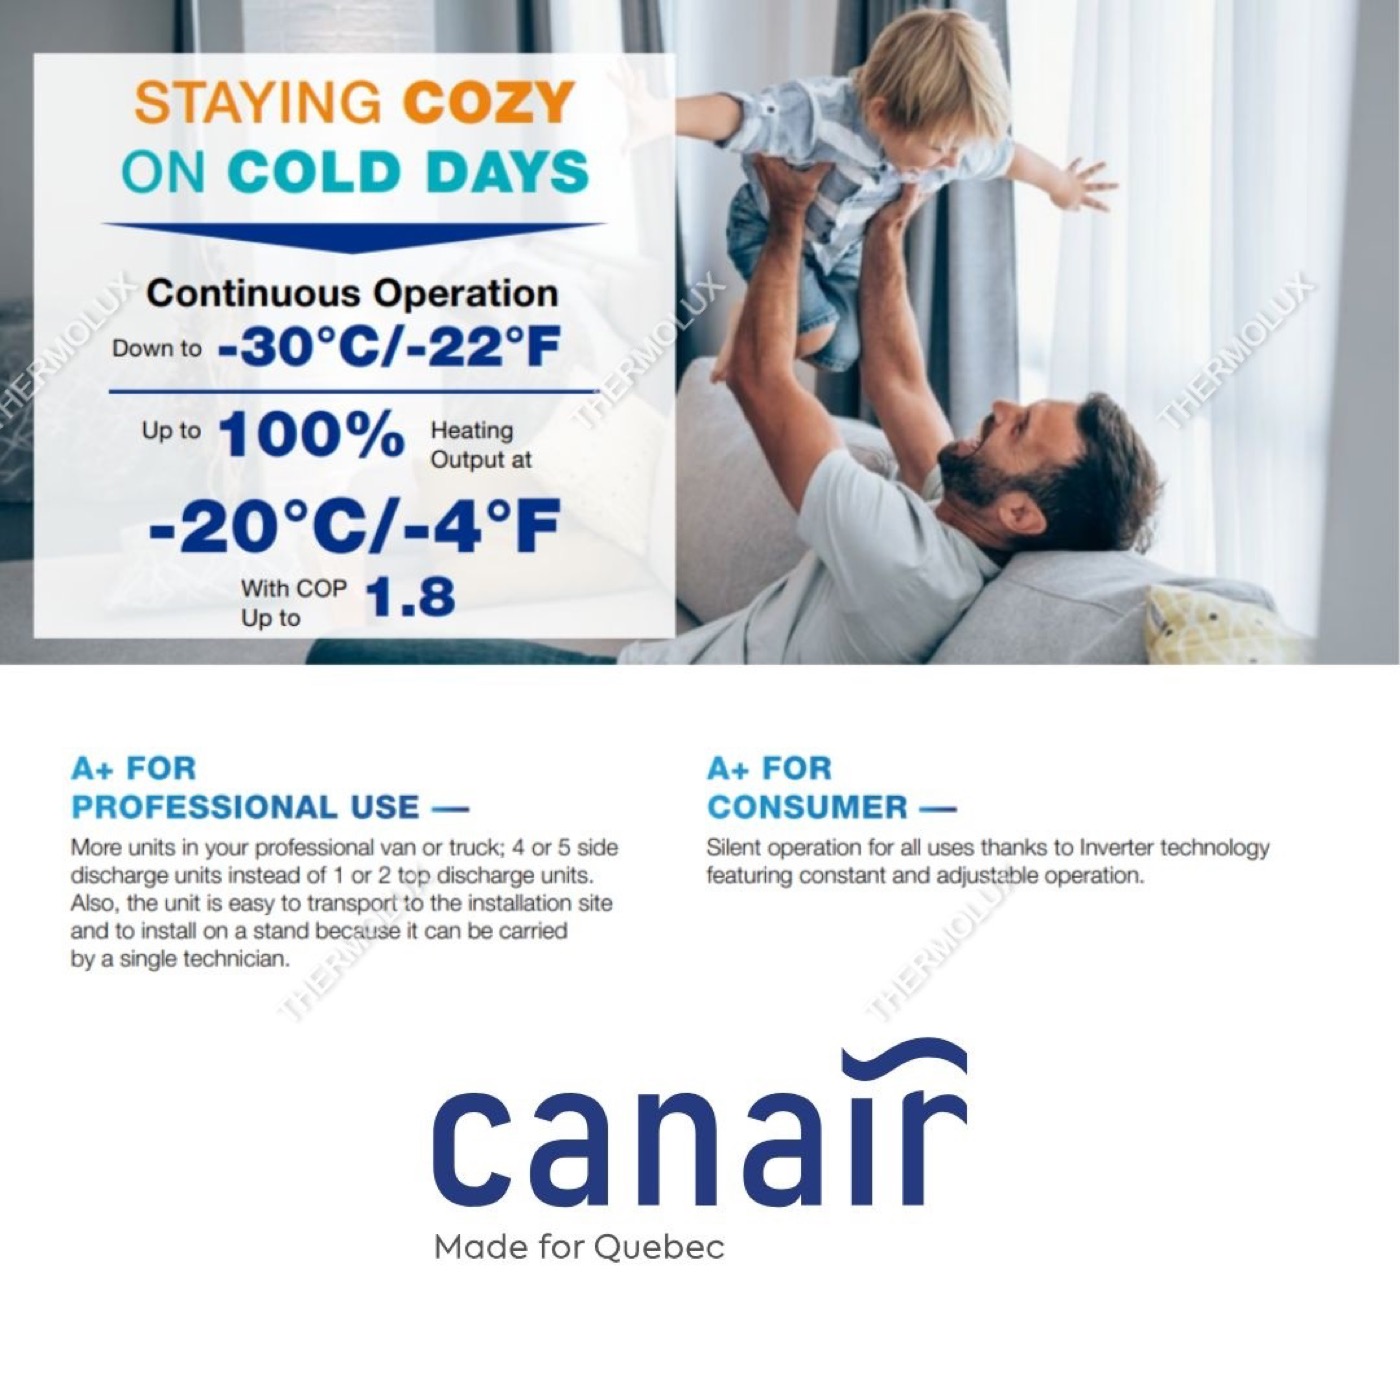 STAYING COZY
ON COLD DAYS
Continuous Operation
Down to -30°C/-22°F
Up to 100% Heating
Output at
-20°C/-4°F
With COP
Up to 1.8
THERMOLUX
THERMOLUX
THERMOLUX
A+ FOR
PROFESSIONAL USE —
More units in your professional van or truck; 4 or 5 side
discharge units instead of 1 or 2 top discharge units.
Also, the unit is easy to transport to the installation site
and to install on a stand because it can be carried
by a single technician.
A+ FOR
CONSUMER —
Silent operation for all uses thanks to Inverter technology
featuring constant and adjustable operation.
THERMOLUX
THERMOLUX
canair
Made for Quebec